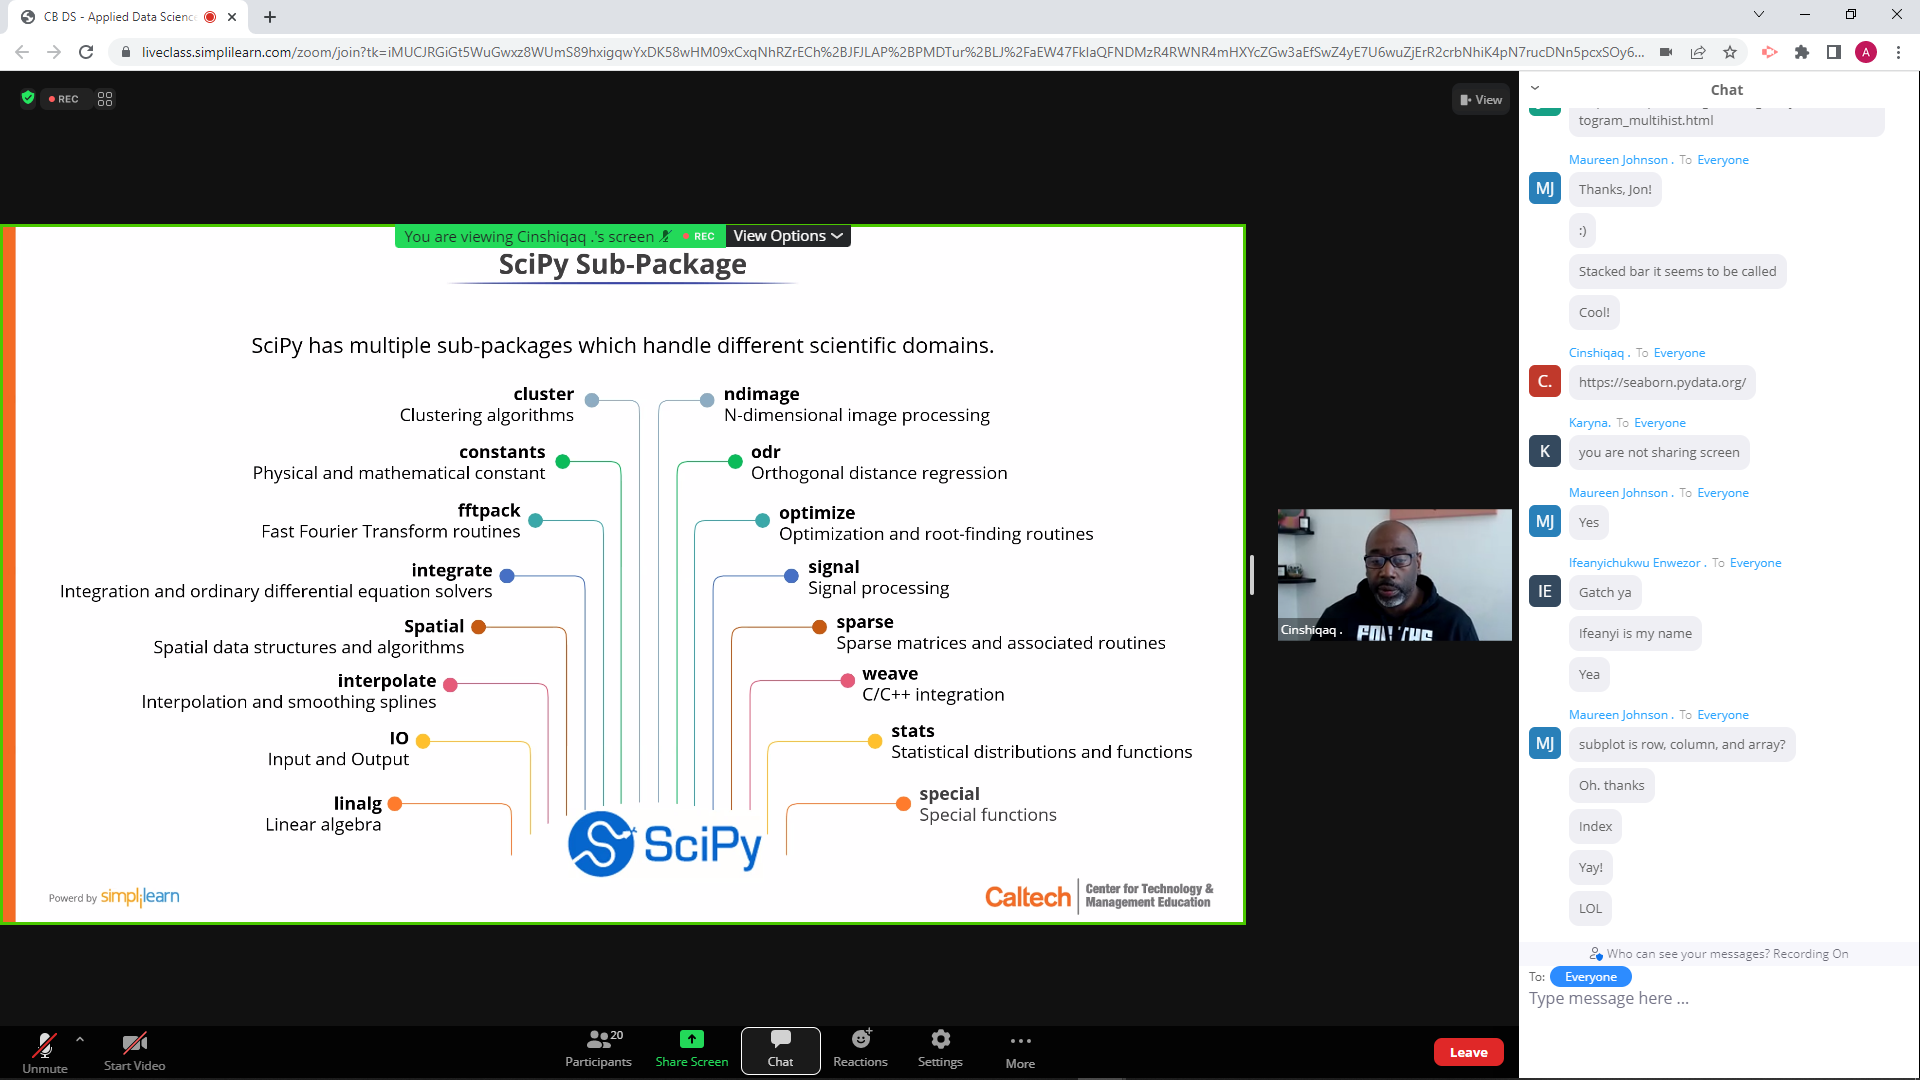 CB DS - Applied Data Scienc
liveclass.simplilearn.com/zoom/join?tk=iMUCJRGiGt5WuGwxz8WUmS89hxigqwYxDK58wHM09xCxqNhRZrECh%2BJFJLAP%2BPMDTur%2BLJ%2FaEW47FklaQFNDMzR4RWNR4mHXYcZGw3aEfSwZ4yE7U6wuZjErR2crbNhiK4pN7rucDNn5pcxSOy6...
A
REC
View
You are viewing Cinshiqaq .'s screen REC View Options
SciPy Sub-Package
SciPy has multiple sub-packages which handle different scientific domains.
cluster
Clustering algorithms
constants
Physical and mathematical constant
fftpack
Fast Fourier Transform routines
integrate
Integration and ordinary differential equation solvers
Spatial
Spatial data structures and algorithms
interpolate
Interpolation and smoothing splines
IO
Input and Output
linalg
Linear algebra
ndimage
N-dimensional image processing
odr
Orthogonal distance regression
optimize
Optimization and root-finding routines
signal
Signal processing
sparse
Sparse matrices and associated routines
weave
C/C++ integration
stats
Statistical distributions and functions
special
Special functions
SciPy
Powerd by simplilearn
Caltech
Center for Technology &
Management Education
Cinshiqaq .
FOR THE
Chat
togram_multihist.html
Maureen Johnson . To Everyone
MJ
Thanks, Jon!
:)
Stacked bar it seems to be called
Cool!
Cinshiqaq . To Everyone
C.
https://seaborn.pydata.org/
Karyna. To Everyone
K
you are not sharing screen
Maureen Johnson . To Everyone
MJ
Yes
Ifeanyichukwu Enwezor . To Everyone
IE
Gatch ya
Ifeanyi is my name
Yea
Maureen Johnson . To Everyone
MJ
subplot is row, column, and array?
Oh. thanks
Index
Yay!
LOL
Who can see your messages? Recording On
To: Everyone
Type message here ...
Unmute
Start Video
20
Participants
Share Screen
Chat
Reactions
Settings
More
Leave